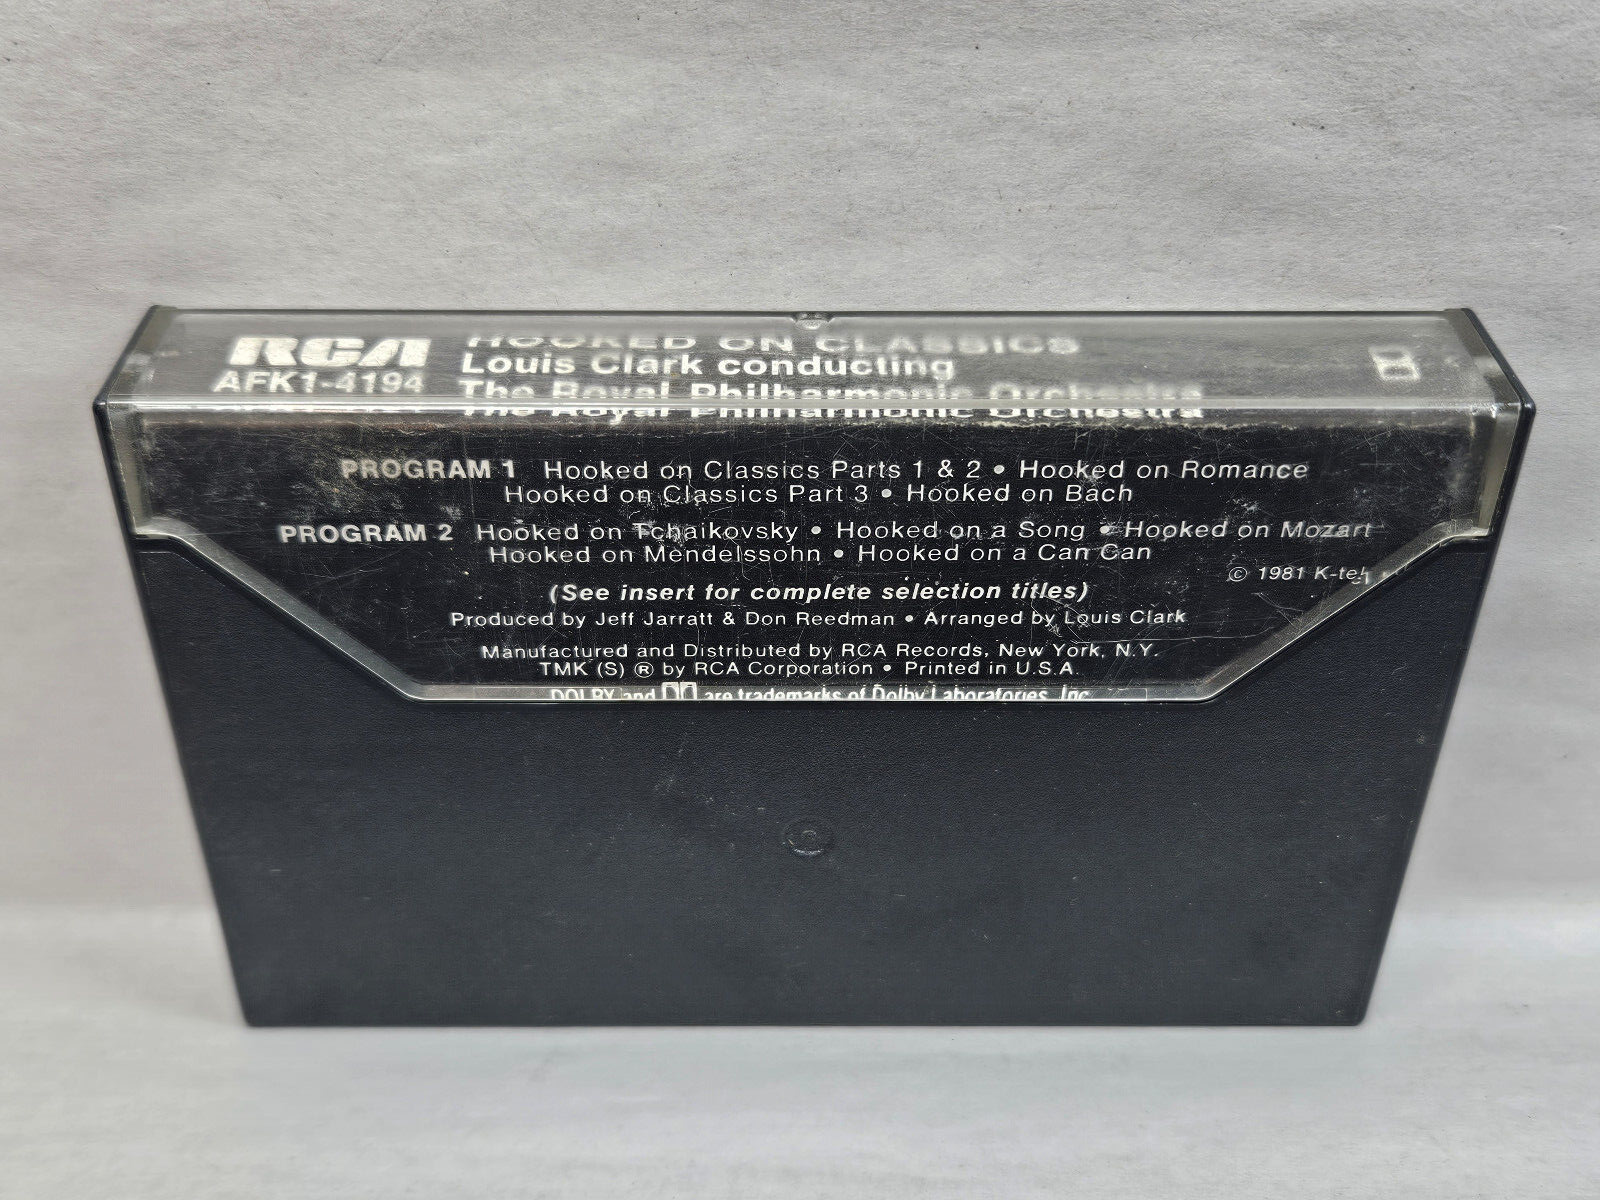 RCA HOOKED ON CLASSICS
Louis Clark conducting
AFK1-4194 The Royal Philharmonic Orchestra
PROGRAM 1 Hooked on Classics Parts 1 & 2 • Hooked on Romance
Hooked on Classics Part 3 • Hooked on Bach
PROGRAM 2 Hooked on Tchaikovsky • Hooked on a Song • Hooked on Mozart
Hooked on Mendelssohn • Hooked on a Can Can
© 1981 K-tel
(See insert for complete selection titles)
Produced by Jeff Jarratt & Don Reedman • Arranged by Louis Clark
Manufactured and Distributed by RCA Records, New York, N.Y.
TMK (S) ® by RCA Corporation • Printed in U.S.A.
DOLBY and are trademarks of Dolby Laboratories, Inc.